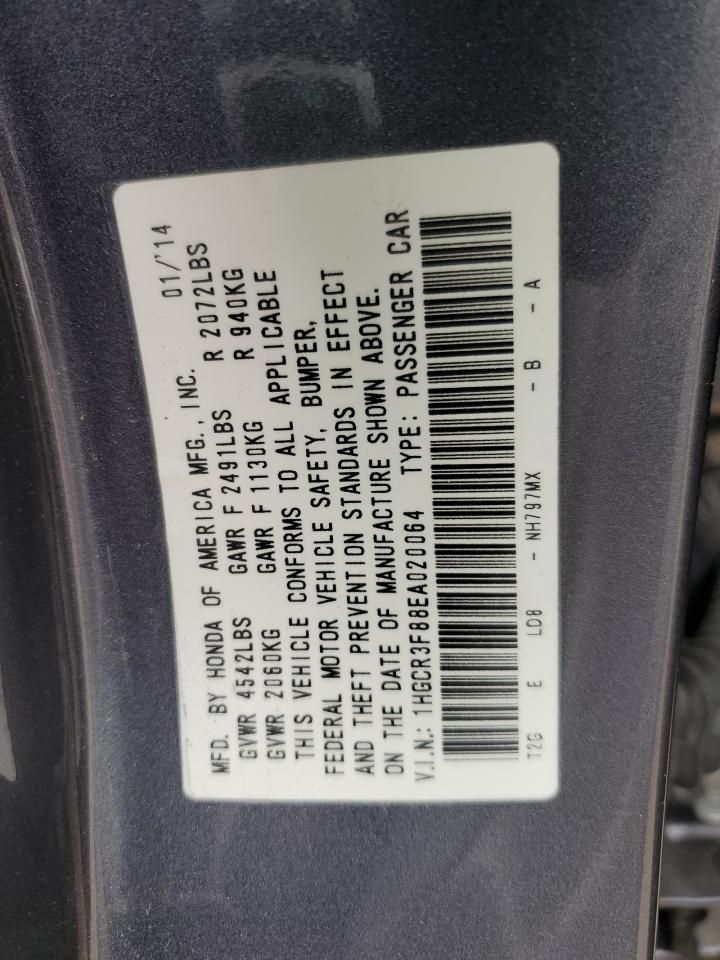 MFD. BY HONDA OF AMERICA MFG., INC. 01/'14
GVWR 4542LBS GAWR F 2491LBS R 2072LBS
GVWR 2060KG GAWR F 1130KG R 940KG
THIS VEHICLE CONFORMS TO ALL APPLICABLE
FEDERAL MOTOR VEHICLE SAFETY, BUMPER,
AND THEFT PREVENTION STANDARDS IN EFFECT
ON THE DATE OF MANUFACTURE SHOWN ABOVE.
V.I.N.: 1HGCR3F88EA020064 TYPE: PASSENGER CAR
T2G E LD8 - NH797MX - B - A